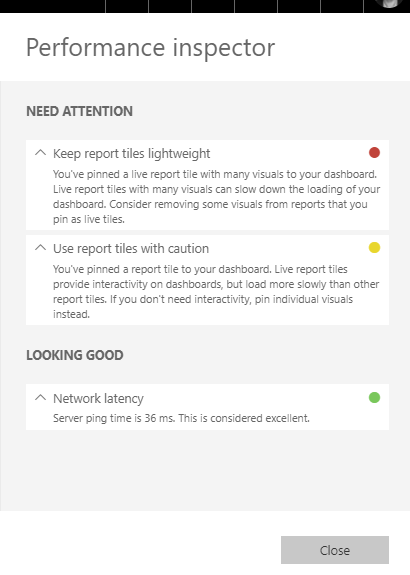 Performance inspector
NEED ATTENTION
Keep report tiles lightweight
You've pinned a live report tile with many visuals to your dashboard.
Live report tiles with many visuals can slow down the loading of your
dashboard. Consider removing some visuals from reports that you
pin as live tiles.
Use report tiles with caution
You've pinned a report tile to your dashboard. Live report tiles
provide interactivity on dashboards, but load more slowly than other
report tiles. If you don't need interactivity, pin individual visuals
instead.
LOOKING GOOD
Network latency
Server ping time is 36 ms. This is considered excellent.
Close